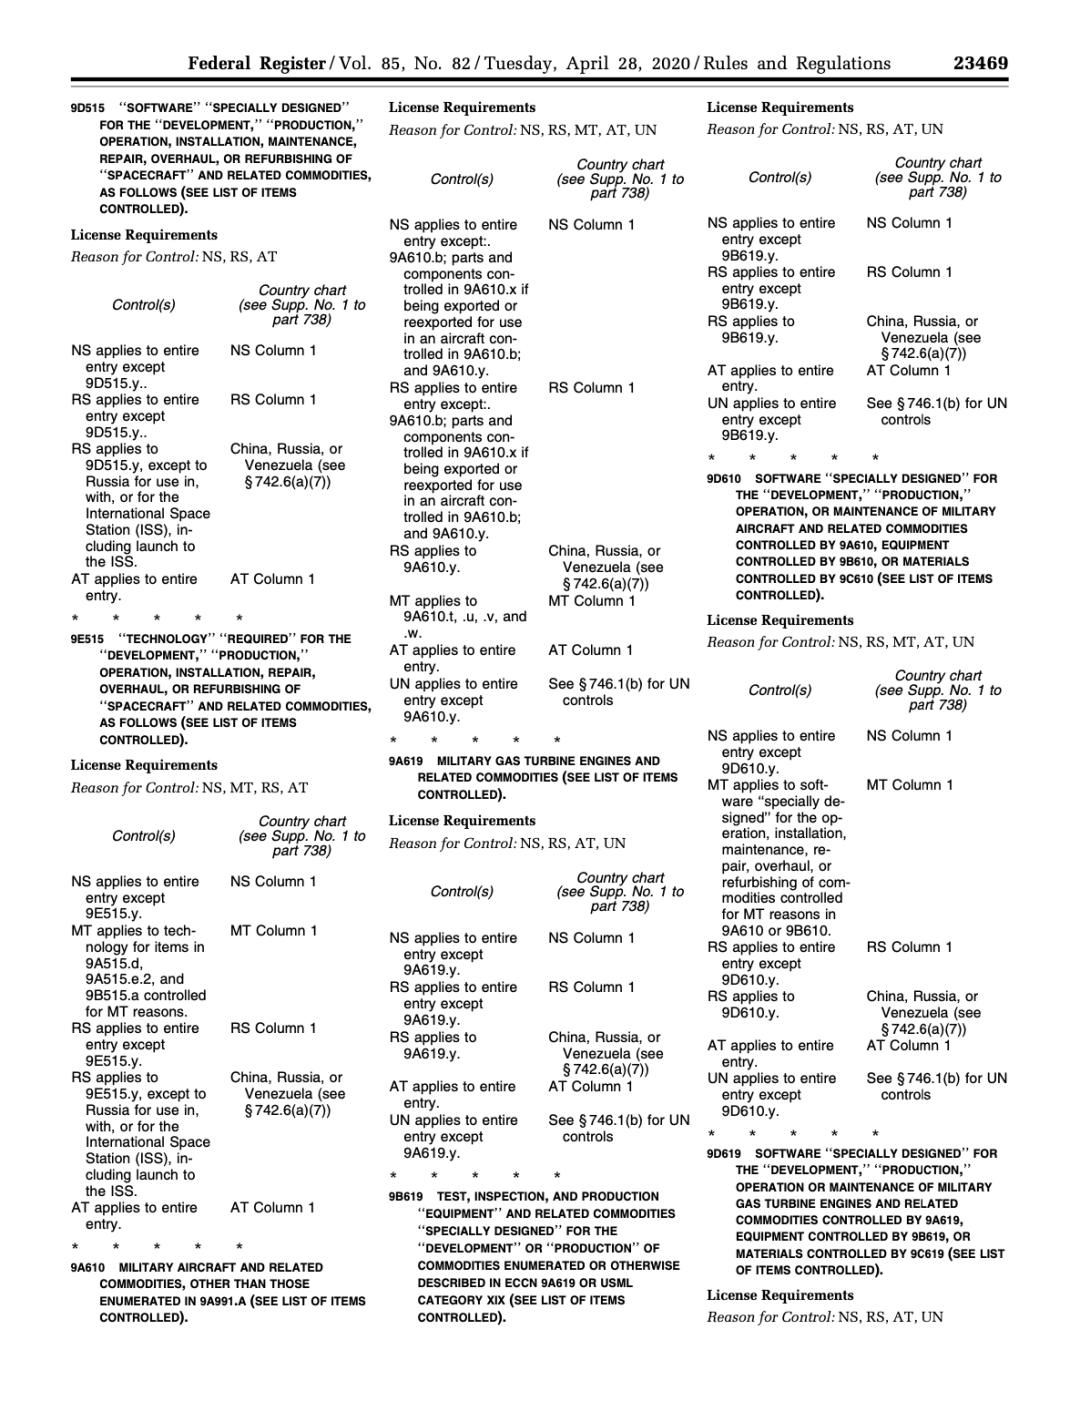 Federal Register / Vol. 85, No. 82 / Tuesday, April 28, 2020 / Rules and Regulations 23469
9D515 ‘‘SOFTWARE’’ ‘‘SPECIALLY DESIGNED’’
FOR THE ‘‘DEVELOPMENT,’’ ‘‘PRODUCTION,’’
OPERATION, INSTALLATION, MAINTENANCE,
REPAIR, OVERHAUL, OR REFURBISHING OF
‘‘SPACECRAFT’’ AND RELATED COMMODITIES,
AS FOLLOWS (SEE LIST OF ITEMS
CONTROLLED).
License Requirements
Reason for Control: NS, RS, AT
Control(s)
Country chart
(see Supp. No. 1 to
part 738)
NS applies to entire NS Column 1
entry except
9D515.y..
RS applies to entire RS Column 1
entry except
9D515.y..
RS applies to China, Russia, or
9D515.y, except to Venezuela (see
Russia for use in, § 742.6(a)(7))
with, or for the
International Space
Station (ISS), in-
cluding launch to
the ISS.
AT applies to entire AT Column 1
entry.
* * * * *
9E515 ‘‘TECHNOLOGY’’ ‘‘REQUIRED’’ FOR THE
‘‘DEVELOPMENT,’’ ‘‘PRODUCTION,’’
OPERATION, INSTALLATION, REPAIR,
OVERHAUL, OR REFURBISHING OF
‘‘SPACECRAFT’’ AND RELATED COMMODITIES,
AS FOLLOWS (SEE LIST OF ITEMS
CONTROLLED).
License Requirements
Reason for Control: NS, MT, RS, AT
Control(s)
Country chart
(see Supp. No. 1 to
part 738)
NS applies to entire NS Column 1
entry except
9E515.y.
MT applies to tech- MT Column 1
nology for items in
9A515.d,
9A515.e.2, and
9B515.a controlled
for MT reasons.
RS applies to entire RS Column 1
entry except
9E515.y.
RS applies to China, Russia, or
9E515.y, except to Venezuela (see
Russia for use in, § 742.6(a)(7))
with, or for the
International Space
Station (ISS), in-
cluding launch to
the ISS.
AT applies to entire AT Column 1
entry.
* * * * *
9A610 MILITARY AIRCRAFT AND RELATED
COMMODITIES, OTHER THAN THOSE
ENUMERATED IN 9A991.A (SEE LIST OF ITEMS
CONTROLLED).
License Requirements
Reason for Control: NS, RS, MT, AT, UN
Control(s)
Country chart
(see Supp. No. 1 to
part 738)
NS applies to entire NS Column 1
entry except:.
9A610.b; parts and
components con-
trolled in 9A610.x if
being exported or
reexported for use
in an aircraft con-
trolled in 9A610.b;
and 9A610.y.
RS applies to entire RS Column 1
entry except:.
9A610.b; parts and
components con-
trolled in 9A610.x if
being exported or
reexported for use
in an aircraft con-
trolled in 9A610.b;
and 9A610.y.
RS applies to China, Russia, or
9A610.y. Venezuela (see
§ 742.6(a)(7))
MT applies to MT Column 1
9A610.t, .u, .v, and
.w.
AT applies to entire AT Column 1
entry.
UN applies to entire See § 746.1(b) for UN
entry except controls
9A610.y.
* * * * *
9A619 MILITARY GAS TURBINE ENGINES AND
RELATED COMMODITIES (SEE LIST OF ITEMS
CONTROLLED).
License Requirements
Reason for Control: NS, RS, AT, UN
Control(s)
Country chart
(see Supp. No. 1 to
part 738)
NS applies to entire NS Column 1
entry except
9A619.y.
RS applies to entire RS Column 1
entry except
9A619.y.
RS applies to China, Russia, or
9A619.y. Venezuela (see
§ 742.6(a)(7))
AT applies to entire AT Column 1
entry.
UN applies to entire See § 746.1(b) for UN
entry except controls
9A619.y.
* * * * *
9B619 TEST, INSPECTION, AND PRODUCTION
‘‘EQUIPMENT’’ AND RELATED COMMODITIES
‘‘SPECIALLY DESIGNED’’ FOR THE
‘‘DEVELOPMENT’’ OR ‘‘PRODUCTION’’ OF
COMMODITIES ENUMERATED OR OTHERWISE
DESCRIBED IN ECCN 9A619 OR USML
CATEGORY XIX (SEE LIST OF ITEMS
CONTROLLED).
License Requirements
Reason for Control: NS, RS, AT, UN
Control(s)
Country chart
(see Supp. No. 1 to
part 738)
NS applies to entire NS Column 1
entry except
9B619.y.
RS applies to entire RS Column 1
entry except
9B619.y.
RS applies to China, Russia, or
9B619.y. Venezuela (see
§ 742.6(a)(7))
AT applies to entire AT Column 1
entry.
UN applies to entire See § 746.1(b) for UN
entry except controls
9B619.y.
* * * * *
9D610 SOFTWARE ‘‘SPECIALLY DESIGNED’’ FOR
THE ‘‘DEVELOPMENT,’’ ‘‘PRODUCTION,’’
OPERATION, OR MAINTENANCE OF MILITARY
AIRCRAFT AND RELATED COMMODITIES
CONTROLLED BY 9A610, EQUIPMENT
CONTROLLED BY 9B610, OR MATERIALS
CONTROLLED BY 9C610 (SEE LIST OF ITEMS
CONTROLLED).
License Requirements
Reason for Control: NS, RS, MT, AT, UN
Control(s)
Country chart
(see Supp. No. 1 to
part 738)
NS applies to entire NS Column 1
entry except
9D610.y.
MT applies to soft- MT Column 1
ware ‘‘specially de-
signed’’ for the op-
eration, installation,
maintenance, re-
pair, overhaul, or
refurbishing of com-
modities controlled
for MT reasons in
9A610 or 9B610.
RS applies to entire RS Column 1
entry except
9D610.y.
RS applies to China, Russia, or
9D610.y. Venezuela (see
§ 742.6(a)(7))
AT applies to entire AT Column 1
entry.
UN applies to entire See § 746.1(b) for UN
entry except controls
9D610.y.
* * * * *
9D619 SOFTWARE ‘‘SPECIALLY DESIGNED’’ FOR
THE ‘‘DEVELOPMENT,’’ ‘‘PRODUCTION,’’
OPERATION OR MAINTENANCE OF MILITARY
GAS TURBINE ENGINES AND RELATED
COMMODITIES CONTROLLED BY 9A619,
EQUIPMENT CONTROLLED BY 9B619, OR
MATERIALS CONTROLLED BY 9C619 (SEE LIST
OF ITEMS CONTROLLED).
License Requirements
Reason for Control: NS, RS, AT, UN